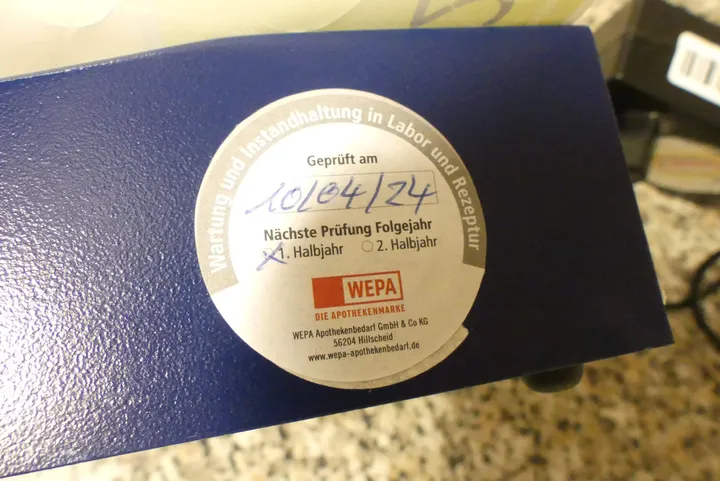 Wartung und Instandhaltung in Labor und Rezeptur
Geprüft am
10/04/24
Nächste Prüfung Folgejahr
X1. Halbjahr ○ 2. Halbjahr
WEPA
DIE APOTHEKENMARKE
WEPA Apothekenbedarf GmbH & Co KG
56204 Hillscheid
www.wepa-apothekenbedarf.de